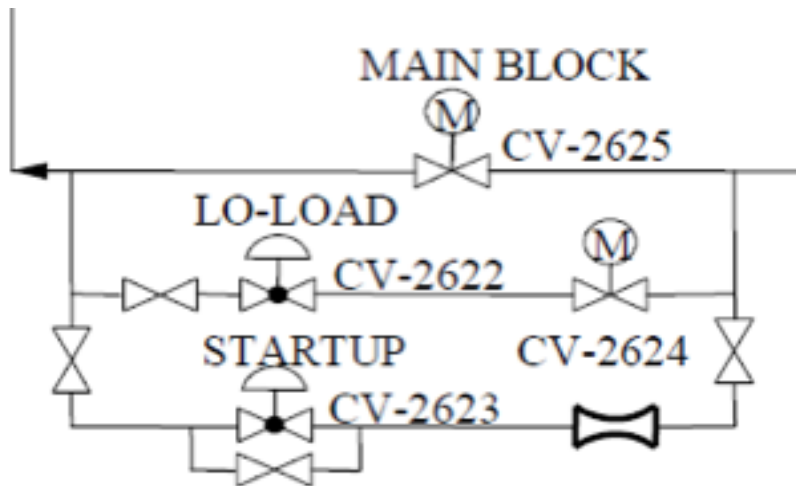 MAIN BLOCK
M
CV-2625
LO-LOAD
M
CV-2622
STARTUP
CV-2624
CV-2623